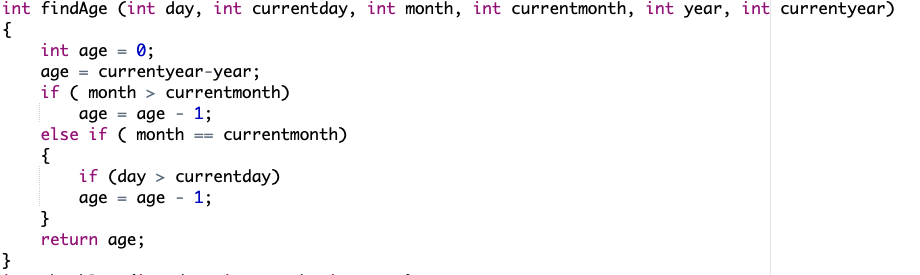 int findAge (int day, int currentday, int month, int currentmonth, int year, int currentyear)
{
    int age = 0;
    age = currentyear-year;
    if ( month > currentmonth)
        age = age - 1;
    else if ( month == currentmonth)
    {
        if (day > currentday)
        age = age - 1;
    }
    return age;
}